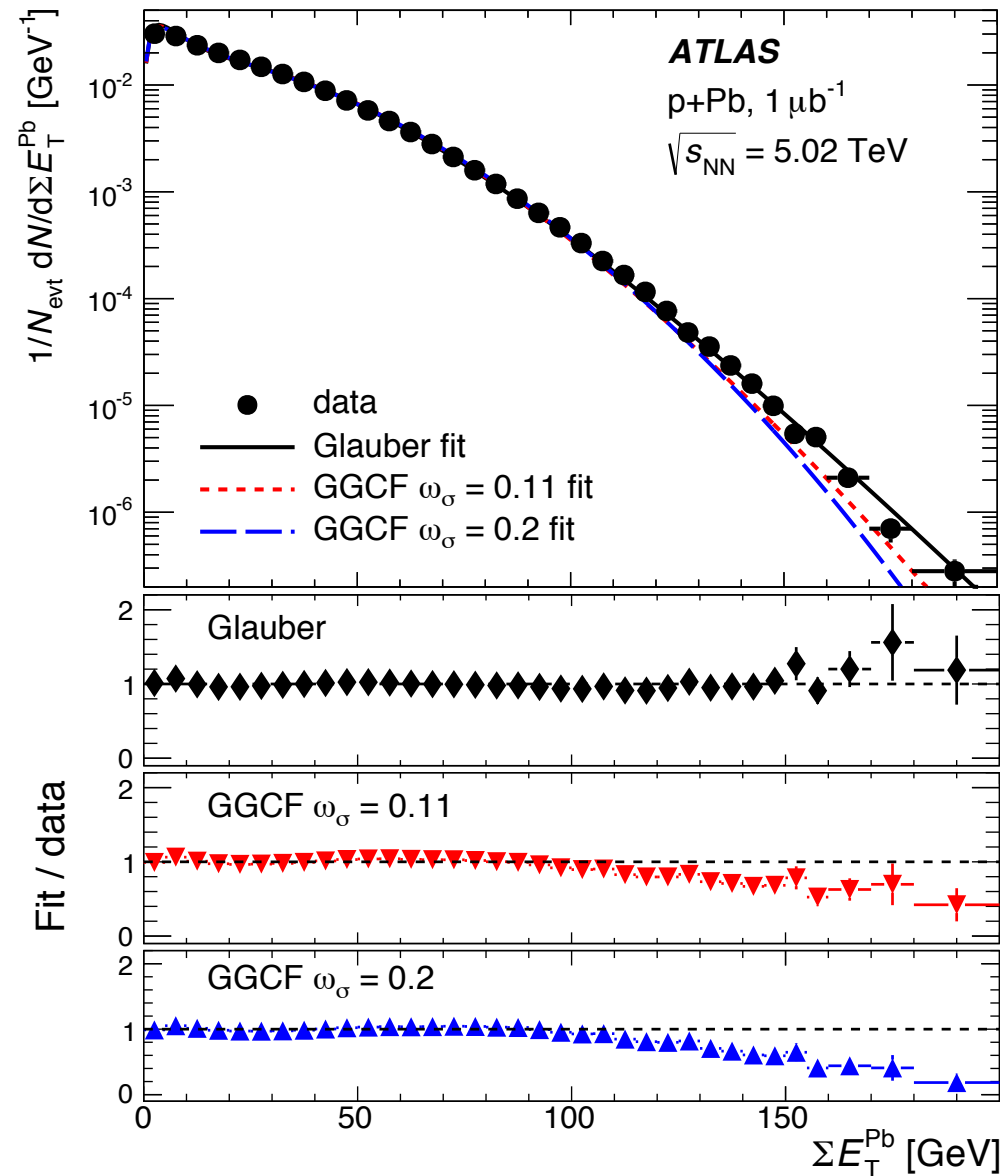 ATLAS
p+Pb, 1 μb⁻¹
√s_NN = 5.02 TeV
1/N_evt dN/dΣE_T^Pb [GeV⁻¹]
10⁻²
10⁻³
10⁻⁴
10⁻⁵
10⁻⁶
data
Glauber fit
GGCF ω_σ = 0.11 fit
GGCF ω_σ = 0.2 fit
Fit / data
2
Glauber
1
0
2
GGCF ω_σ = 0.11
1
0
2
GGCF ω_σ = 0.2
1
0
0 50 100 150
ΣE_T^Pb [GeV]